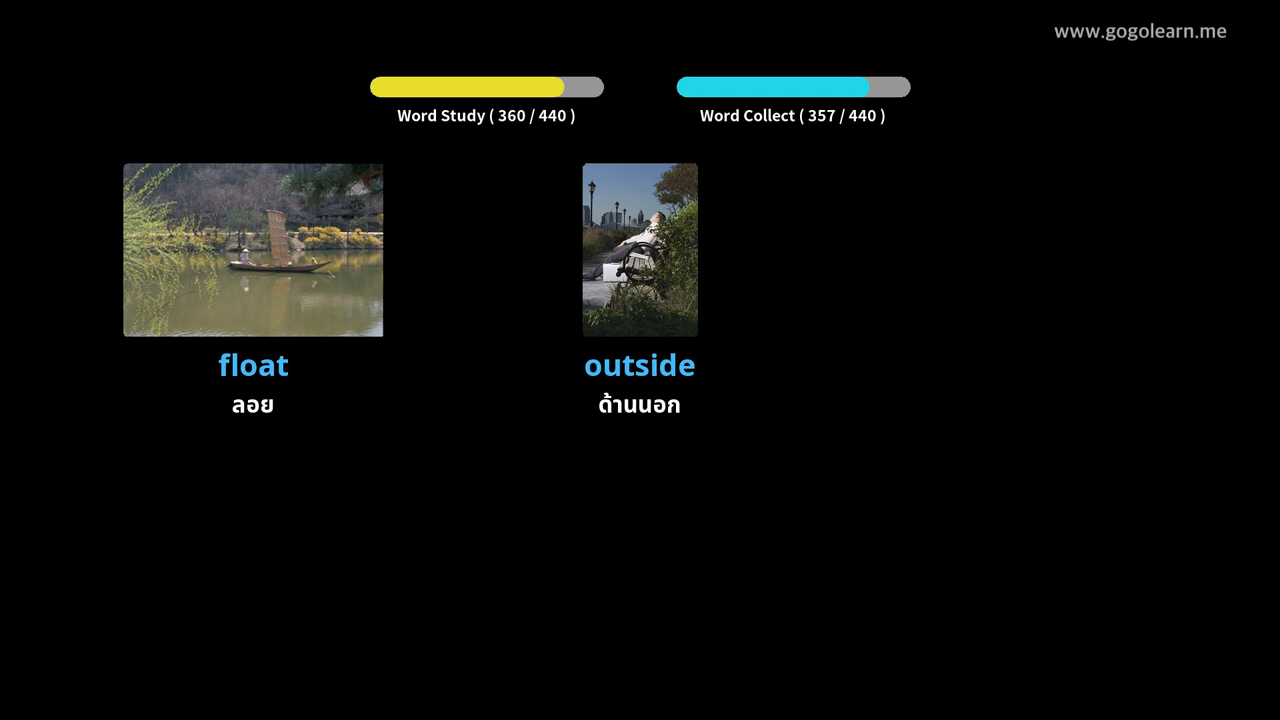 www.gogolearn.me
Word Study ( 360 / 440 )
Word Collect ( 357 / 440 )
float
ลอย
outside
ด้านนอก